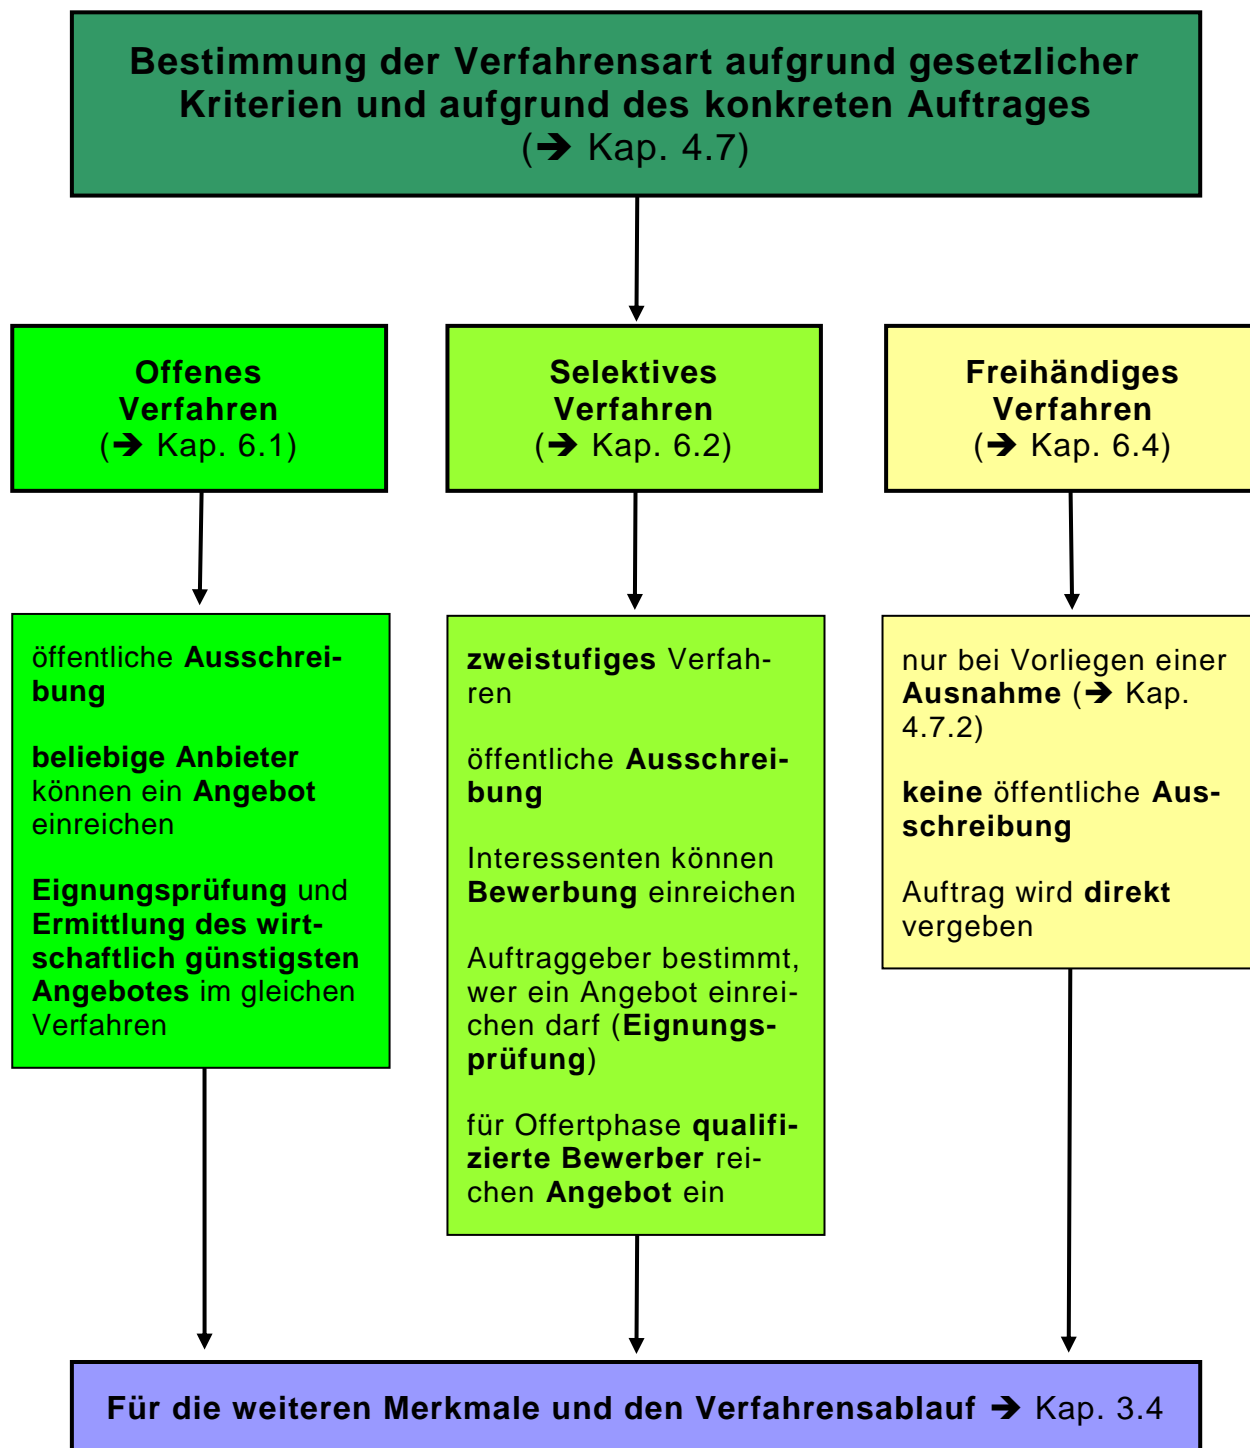 Bestimmung der Verfahrensart aufgrund gesetzlicher
Kriterien und aufgrund des konkreten Auftrages
(➔ Kap. 4.7)
Offenes
Verfahren
(➔ Kap. 6.1)
Selektives
Verfahren
(➔ Kap. 6.2)
Freihändiges
Verfahren
(➔ Kap. 6.4)
öffentliche Ausschrei-
bung
beliebige Anbieter
können ein Angebot
einreichen
Eignungsprüfung und
Ermittlung des wirt-
schaftlich günstigsten
Angebotes im gleichen
Verfahren
zweistufiges Verfah-
ren
öffentliche Ausschrei-
bung
Interessenten können
Bewerbung einreichen
Auftraggeber bestimmt,
wer ein Angebot einrei-
chen darf (Eignungs-
prüfung)
für Offertphase qualifi-
zierte Bewerber rei-
chen Angebot ein
nur bei Vorliegen einer
Ausnahme (➔ Kap.
4.7.2)
keine öffentliche Aus-
schreibung
Auftrag wird direkt
vergeben
Für die weiteren Merkmale und den Verfahrensablauf ➔ Kap. 3.4